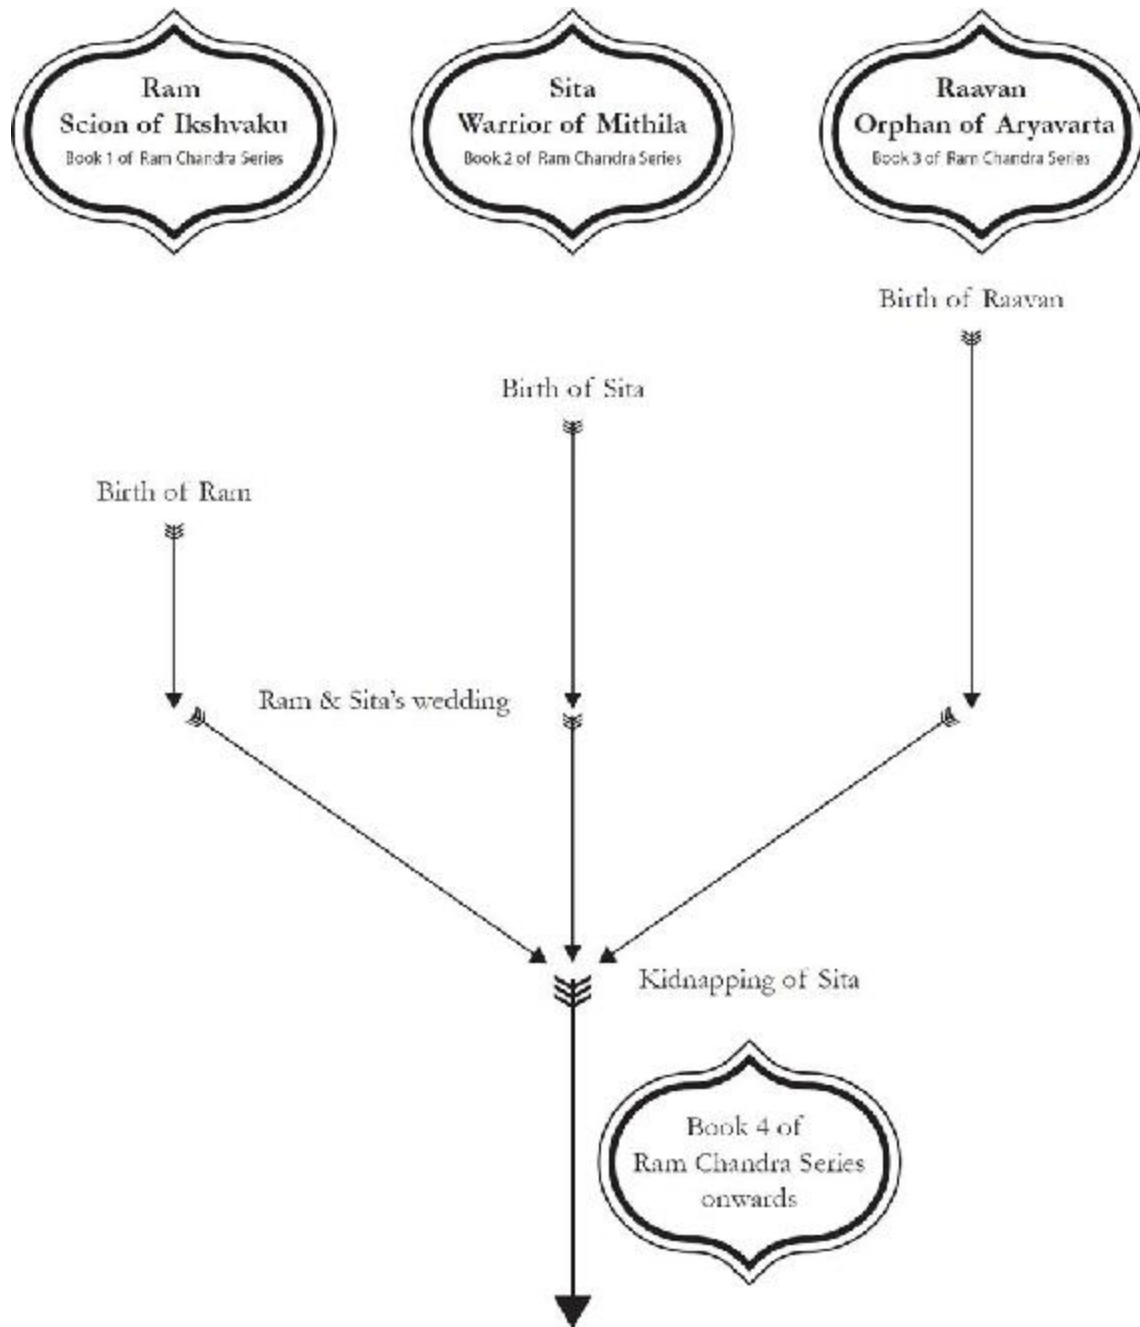 Ram
Scion of Ikshvaku
Book 1 of Ram Chandra Series
Sita
Warrior of Mithila
Book 2 of Ram Chandra Series
Raavan
Orphan of Aryavarta
Book 3 of Ram Chandra Series
Birth of Raavan
Birth of Sita
Birth of Ram
Ram & Sita's wedding
Kidnapping of Sita
Book 4 of
Ram Chandra Series
onwards